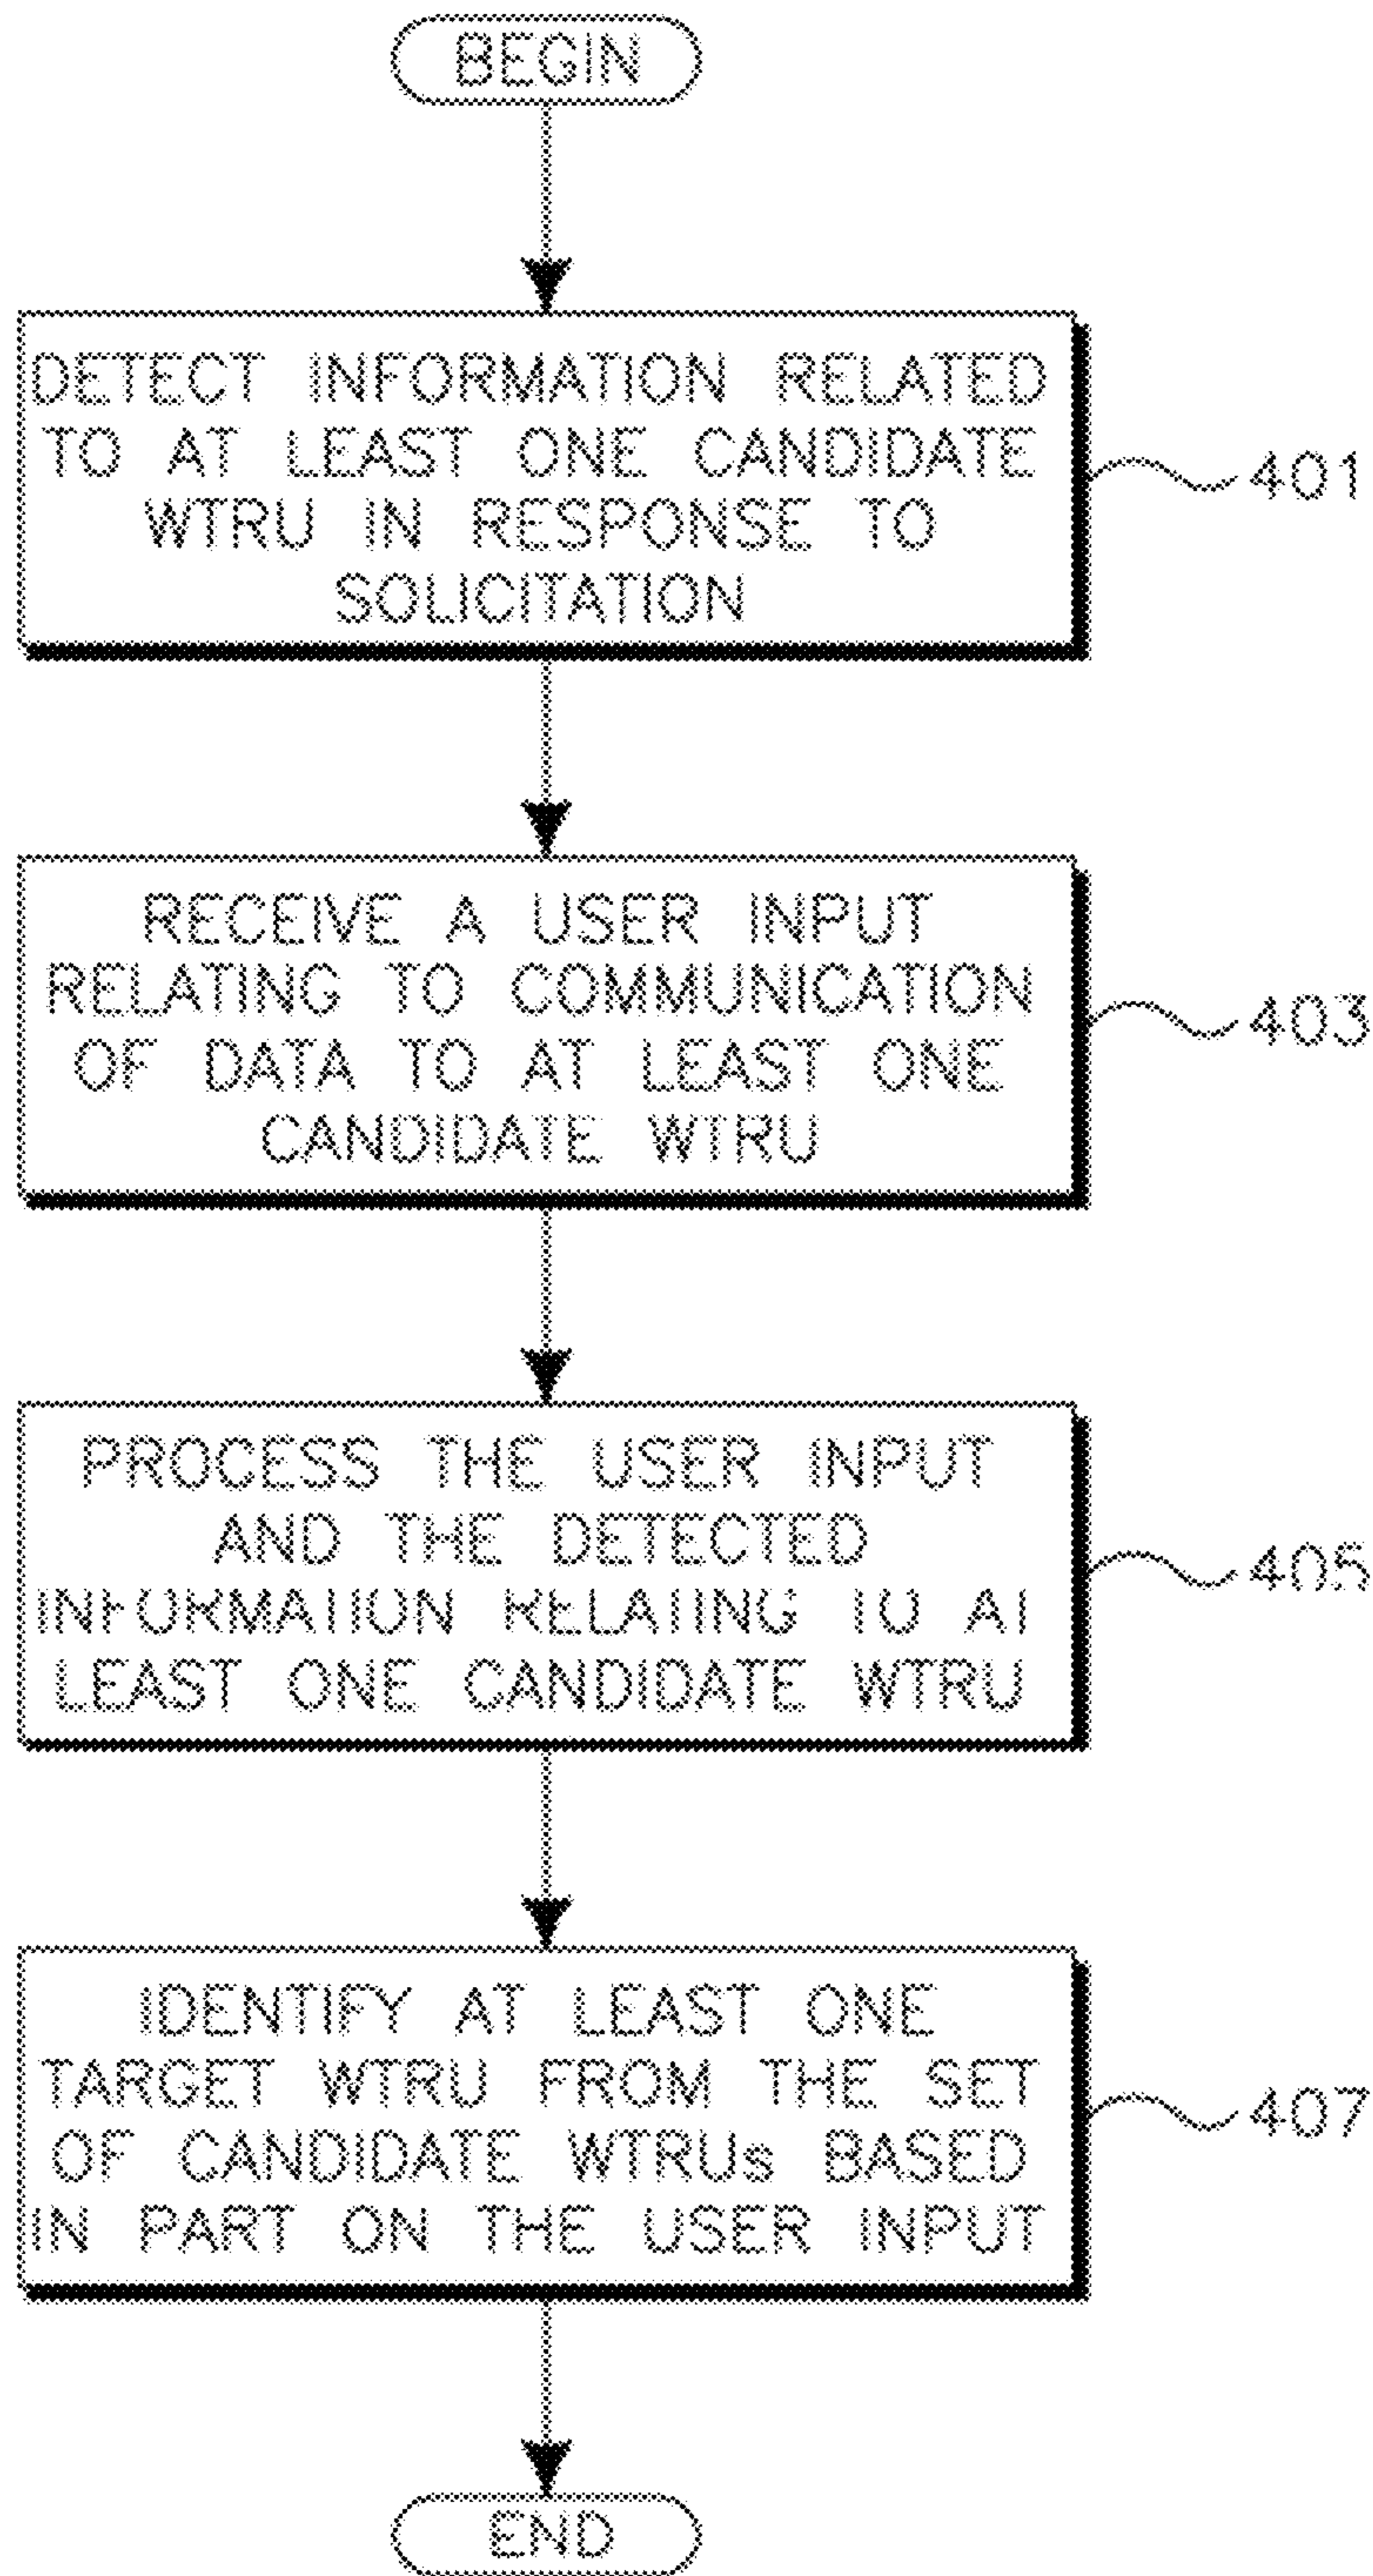 BEGIN
DETECT INFORMATION RELATED
TO AT LEAST ONE CANDIDATE
WTRU IN RESPONSE TO
SOLICITATION
401
RECEIVE A USER INPUT
RELATING TO COMMUNICATION
OF DATA TO AT LEAST ONE
CANDIDATE WTRU
403
PROCESS THE USER INPUT
AND THE DETECTED
INFORMATION RELATING TO AT
LEAST ONE CANDIDATE WTRU
405
IDENTIFY AT LEAST ONE
TARGET WTRU FROM THE SET
OF CANDIDATE WTRUs BASED
IN PART ON THE USER INPUT
407
END